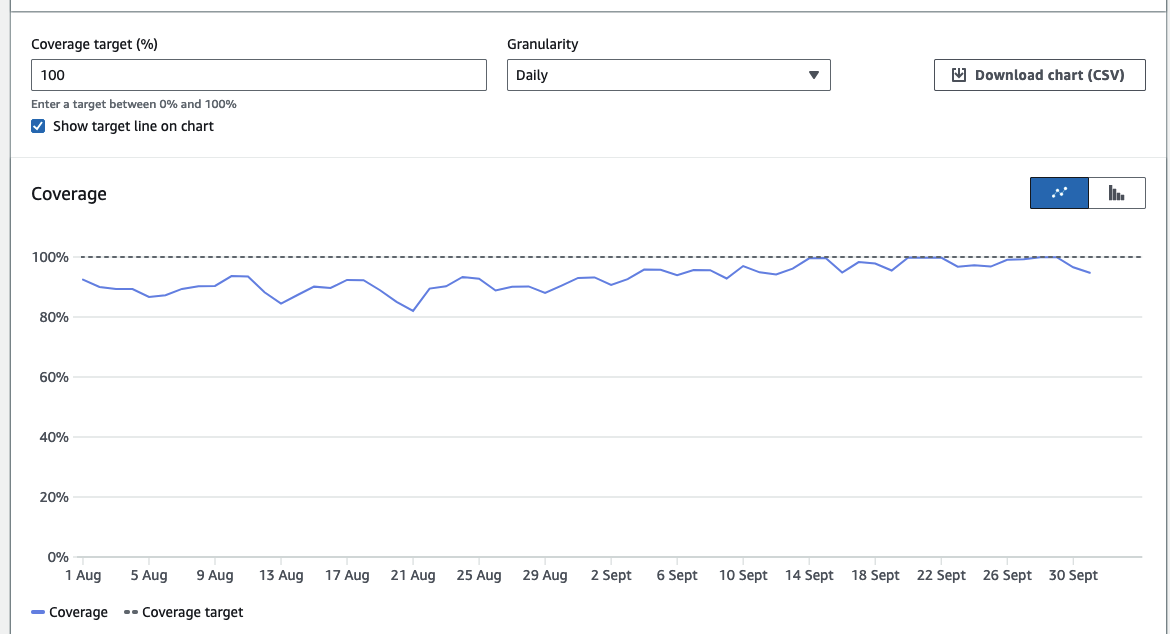 Coverage target (%)
Granularity
100
Daily
Download chart (CSV)
Enter a target between 0% and 100%
Show target line on chart
Coverage
100%
80%
60%
40%
20%
0%
1 Aug 5 Aug 9 Aug 13 Aug 17 Aug 21 Aug 25 Aug 29 Aug 2 Sept 6 Sept 10 Sept 14 Sept 18 Sept 22 Sept 26 Sept 30 Sept
Coverage Coverage target